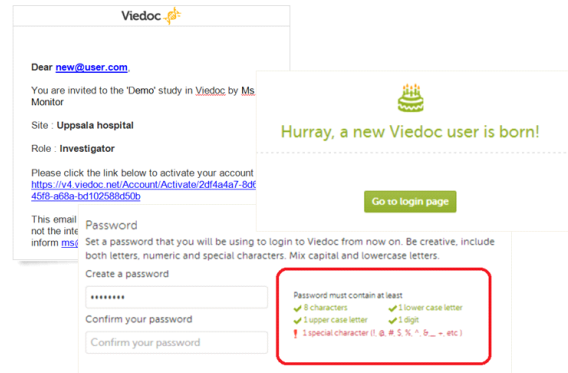 Viedoc
Dear new@user.com,
You are invited to the 'Demo' study in Viedoc by Ms
Monitor
Site : Uppsala hospital
Role : Investigator
Please click the link below to activate your account
https://v4.viedoc.net/Account/Activate/2df4a4a7-8d6
45f8-a68a-bd102588d50b
This email
not the inte
inform ms@
Hurray, a new Viedoc user is born!
Go to login page
Password
Set a password that you will be using to login to Viedoc from now on. Be creative, include
both letters, numeric and special characters. Mix capital and lowercase letters.
Create a password
••••••••
Confirm your password
Confirm your password
Password must contain at least
8 characters 1 lower case letter
1 upper case letter 1 digit
1 special character (!, @, #, $, %, ^, &, _, -, etc.)